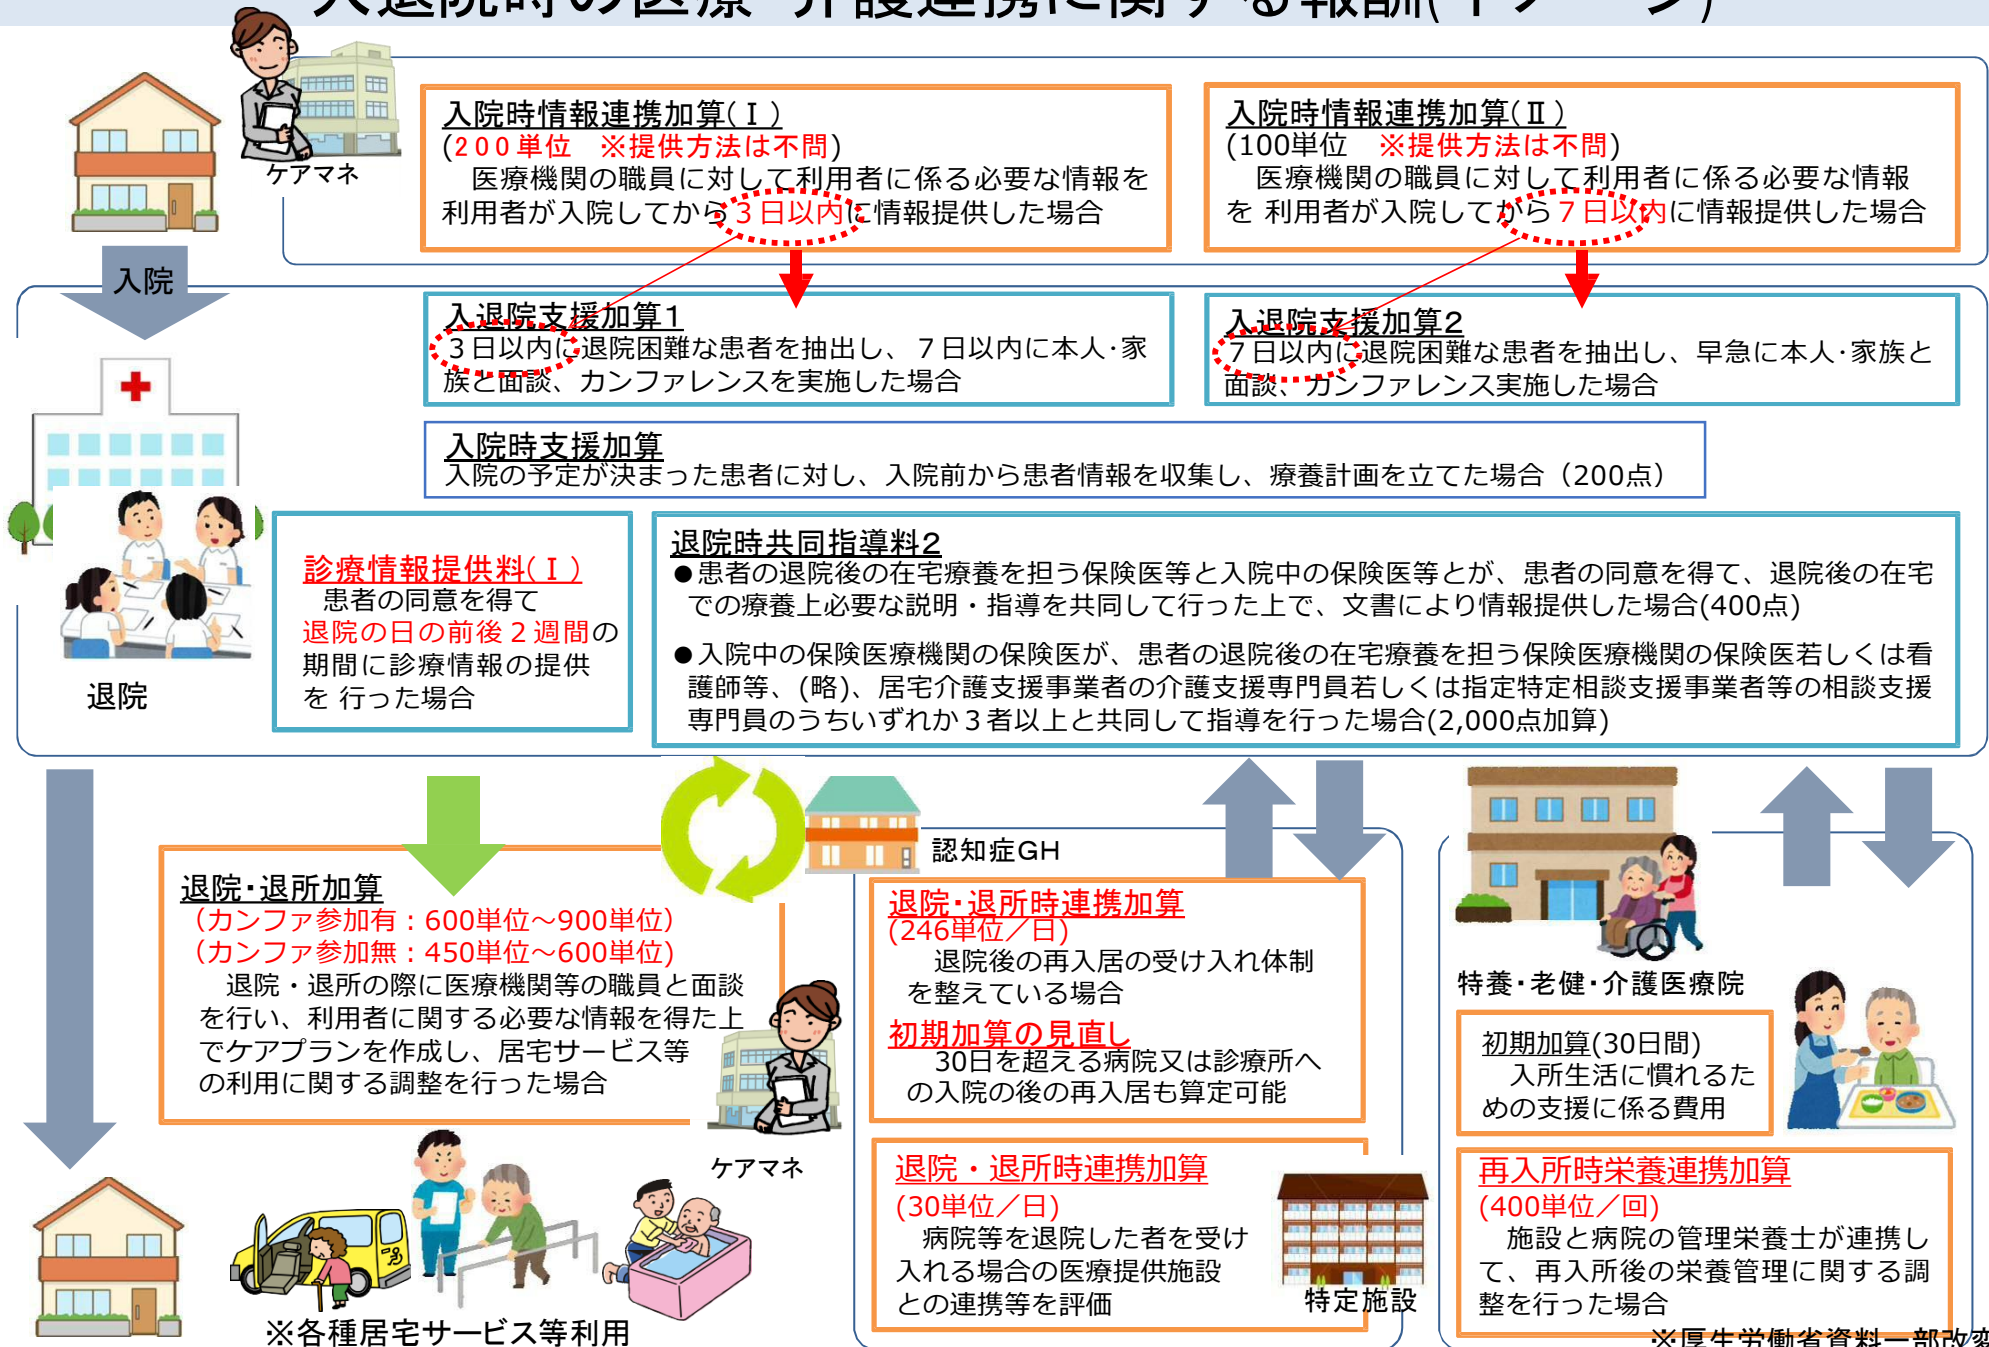 入退院時の医療・介護連携に関する報酬(イメージ)
ケアマネ
入院時情報連携加算(Ⅰ)
(200単位　※提供方法は不問)
医療機関の職員に対して利用者に係る必要な情報を
利用者が入院してから３日以内に情報提供した場合
入院時情報連携加算(Ⅱ)
(100単位　※提供方法は不問)
医療機関の職員に対して利用者に係る必要な情報
を 利用者が入院してから７日以内に情報提供した場合
入院
入退院支援加算1
３日以内に退院困難な患者を抽出し、７日以内に本人・家
族と面談、カンファレンスを実施した場合
入退院支援加算2
７日以内に退院困難な患者を抽出し、早急に本人・家族と
面談、カンファレンス実施した場合
入院時支援加算
入院の予定が決まった患者に対し、入院前から患者情報を収集し、療養計画を立てた場合（200点）
診療情報提供料(Ⅰ)
患者の同意を得て
退院の日の前後２週間の
期間に診療情報の提供
を 行った場合
退院時共同指導料2
●患者の退院後の在宅療養を担う保険医等と入院中の保険医等とが、患者の同意を得て、退院後の在宅
での療養上必要な説明・指導を共同して行った上で、文書により情報提供した場合(400点)
●入院中の保険医療機関の保険医が、患者の退院後の在宅療養を担う保険医療機関の保険医若しくは看
護師等、(略)、居宅介護支援事業者の介護支援専門員若しくは指定特定相談支援事業者等の相談支援
専門員のうちいずれか３者以上と共同して指導を行った場合(2,000点加算)
退院
退院・退所加算
（カンファ参加有：600単位～900単位）
（カンファ参加無：450単位～600単位)
退院・退所の際に医療機関等の職員と面談
を行い、利用者に関する必要な情報を得た上
でケアプランを作成し、居宅サービス等
の利用に関する調整を行った場合
ケアマネ
※各種居宅サービス等利用
認知症GH
退院・退所時連携加算
(246単位／日)
退院後の再入居の受け入れ体制
を整えている場合
初期加算の見直し
30日を超える病院又は診療所へ
の入院の後の再入居も算定可能
退院・退所時連携加算
(30単位／日)
病院等を退院した者を受け
入れる場合の医療提供施設
との連携等を評価
特定施設
特養・老健・介護医療院
初期加算(30日間)
入所生活に慣れるた
めの支援に係る費用
再入所時栄養連携加算
(400単位／回)
施設と病院の管理栄養士が連携し
て、再入所後の栄養管理に関する調
整を行った場合
※厚生労働省資料一部改変